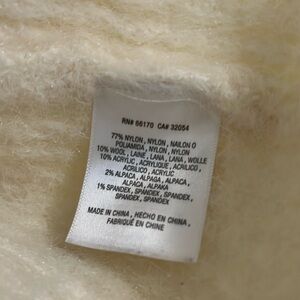 RN# 66170 CA# 32054
77% NYLON, NYLON, NAILON O
POLIAMIDA, NYLON, NYLON
10% WOOL, LAINE, LANA, LANA, WOLLE
10% ACRYLIC, ACRYLIQUE, ACRILICO,
ACRILICO, ACRYLIC
2% ALPACA, ALPAGA, ALPACA,
ALPACA, ALPAKA
1% SPANDEX, SPANDEX, SPANDEX,
SPANDEX, SPANDEX
MADE IN CHINA, HECHO EN CHINA,
FABRIQUÉ EN CHINE